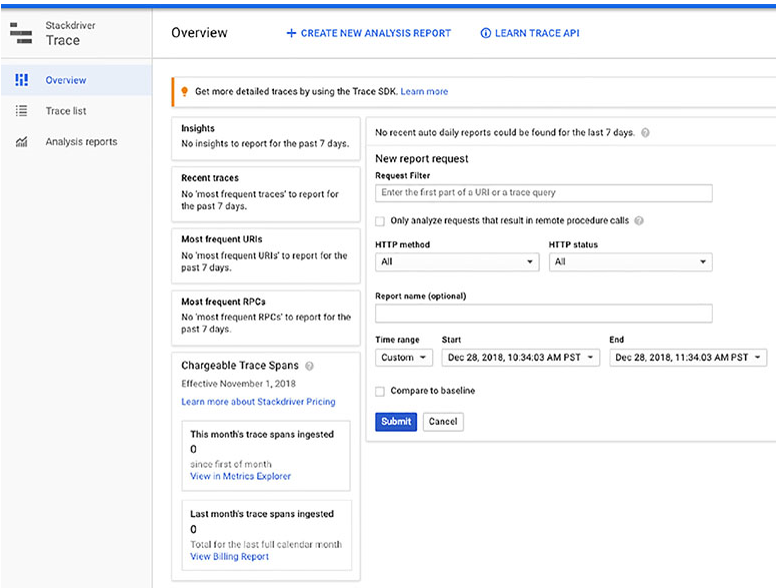 Stackdriver
Trace
Overview
CREATE NEW ANALYSIS REPORT
LEARN TRACE API
Overview
Trace list
Analysis reports
Get more detailed traces by using the Trace SDK. Learn more
Insights
No insights to report for the past 7 days.
Recent traces
No 'most frequent traces' to report for
the past 7 days.
Most frequent URIs
No 'most frequent URIs' to report for the
past 7 days.
Most frequent RPCs
No 'most frequent RPCs' to report for the
past 7 days.
Chargeable Trace Spans ?
Effective November 1, 2018
Learn more about Stackdriver Pricing
This month's trace spans ingested
0
since first of month
View in Metrics Explorer
Last month's trace spans ingested
0
Total for the last full calendar month
View Billing Report
No recent auto daily reports could be found for the last 7 days. ?
New report request
Request Filter
Enter the first part of a URI or a trace query
Only analyze requests that result in remote procedure calls ?
HTTP method HTTP status
All All
Report name (optional)
Time range Start End
Custom Dec 28, 2018, 10:34:03 AM PST Dec 28, 2018, 11:34:03 AM PST
Compare to baseline
Submit Cancel